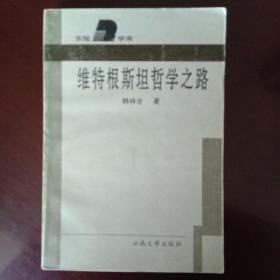 东陆学库
维特根斯坦哲学之路
韩林合 著
云南大学出版社